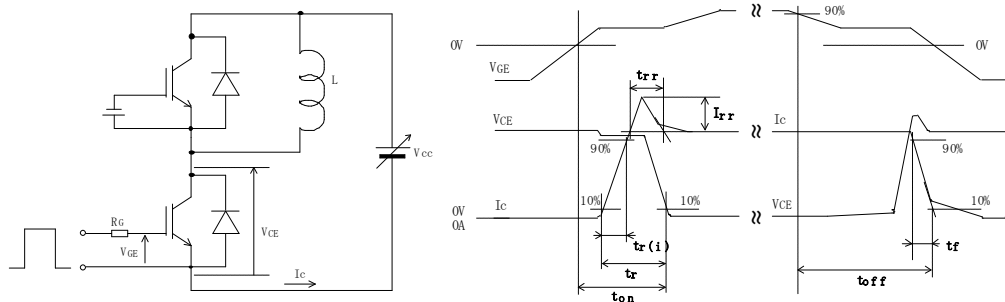 L
Vcc
RG
VGE
VCE
Ic
0V
VGE
VCE
Ic
0V
0A
90%
10%
10%
trr
Irr
tr(i)
tr
ton
90%
0V
Ic
90%
VCE
10%
tf
toff